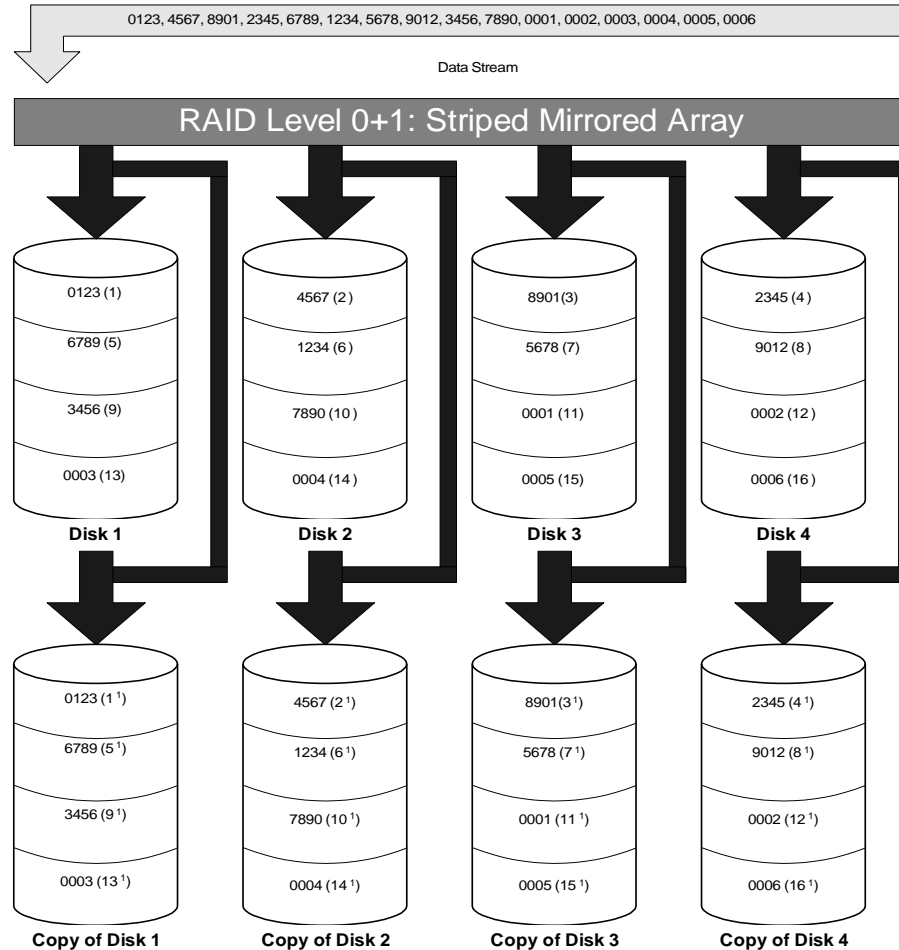 0123, 4567, 8901, 2345, 6789, 1234, 5678, 9012, 3456, 7890, 0001, 0002, 0003, 0004, 0005, 0006
Data Stream
RAID Level 0+1: Striped Mirrored Array
0123 (1) 4567 (2 ) 8901(3) 2345 (4 )
6789 (5) 1234 (6 ) 5678 (7) 9012 (8 )
3456 (9) 7890 (10 ) 0001 (11) 0002 (12 )
0003 (13) 0004 (14 ) 0005 (15) 0006 (16 )
Disk 1 Disk 2 Disk 3 Disk 4
0123 (1 ¹) 4567 (2 ¹) 8901(3 ¹) 2345 (4 ¹)
6789 (5 ¹) 1234 (6 ¹) 5678 (7 ¹) 9012 (8 ¹)
3456 (9 ¹) 7890 (10 ¹) 0001 (11 ¹) 0002 (12 ¹)
0003 (13 ¹) 0004 (14 ¹) 0005 (15 ¹) 0006 (16 ¹)
Copy of Disk 1 Copy of Disk 2 Copy of Disk 3 Copy of Disk 4